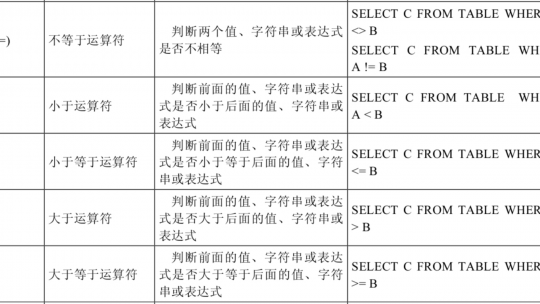 =)
不等于运算符
判断两个值、字符串或表达式
是否不相等
SELECT C FROM TABLE WHER
<> B
SELECT C FROM TABLE WH
A != B
小于运算符
判断前面的值、字符串或表达
式是否小于后面的值、字符串或
表达式
SELECT C FROM TABLE WH
A < B
小于等于运算符
判断前面的值、字符串或表达
式是否小于等于后面的值、字符
串或表达式
SELECT C FROM TABLE WHER
<= B
大于运算符
判断前面的值、字符串或表达
式是否大于后面的值、字符串或
表达式
SELECT C FROM TABLE WHER
> B
大于等于运算符
判断前面的值、字符串或表达
式是否大于等于后面的值、字符
串或表达式
SELECT C FROM TABLE WHER
>= B